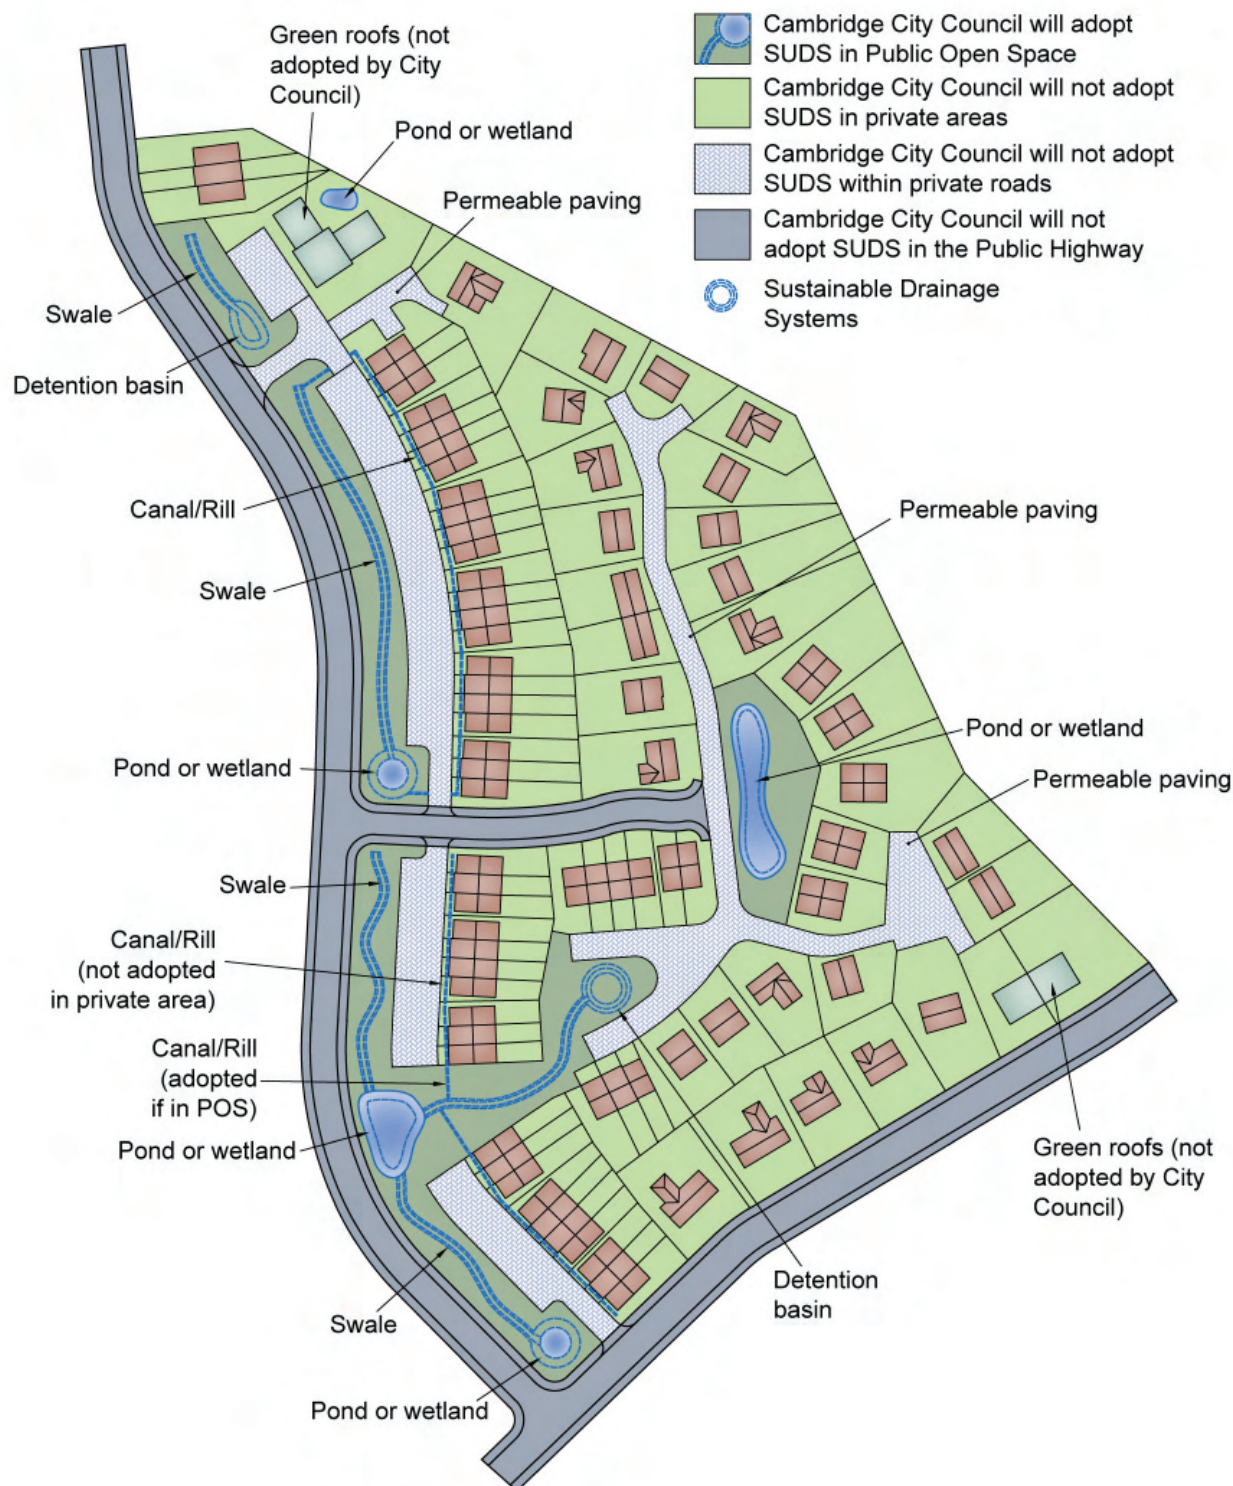 Green roofs (not
adopted by City
Council)
Pond or wetland
Permeable paving
Cambridge City Council will adopt
SUDS in Public Open Space
Cambridge City Council will not adopt
SUDS in private areas
Cambridge City Council will not adopt
SUDS within private roads
Cambridge City Council will not
adopt SUDS in the Public Highway
Sustainable Drainage
Systems
Swale
Detention basin
Canal/Rill
Permeable paving
Swale
Pond or wetland
Pond or wetland
Permeable paving
Swale
Canal/Rill
(not adopted
in private area)
Canal/Rill
(adopted
if in POS)
Pond or wetland
Green roofs (not
adopted by City
Council)
Detention
basin
Swale
Pond or wetland